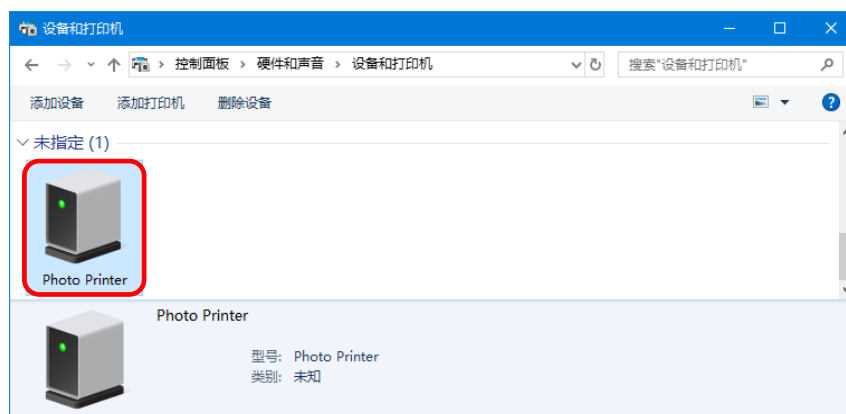 设备和打印机
控制面板 › 硬件和声音 › 设备和打印机
搜索"设备和打印机"
添加设备 添加打印机 删除设备
未指定 (1)
Photo Printer
Photo Printer
型号: Photo Printer
类别: 未知